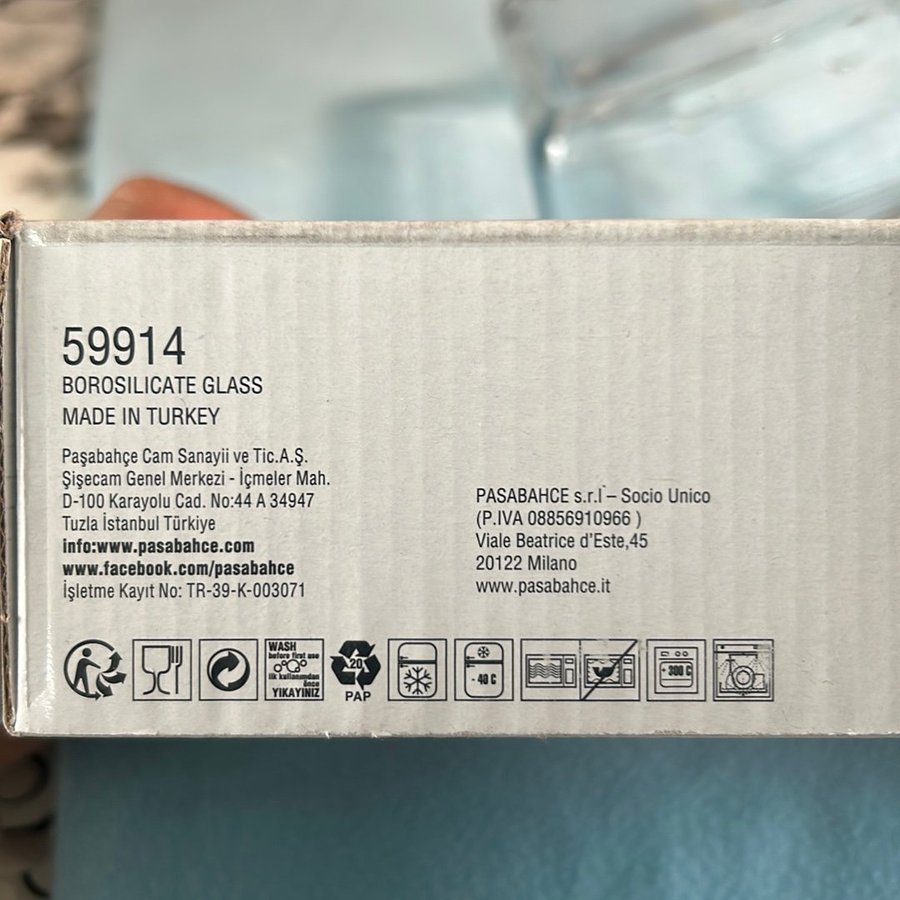 59914
BOROSILICATE GLASS
MADE IN TURKEY
Paşabahçe Cam Sanayii ve Tic.A.Ş.
Şişecam Genel Merkezi - İçmeler Mah.
D-100 Karayolu Cad. No:44 A 34947
Tuzla İstanbul Türkiye
info:www.pasabahce.com
www.facebook.com/pasabahce
İşletme Kayıt No: TR-39-K-003071
PASABAHCE s.r.l – Socio Unico
(P.IVA 08856910966 )
Viale Beatrice d'Este,45
20122 Milano
www.pasabahce.it
WASH
before first use
ilk kullanımdan
önce
YIKAYINIZ
20
PAP
- 40 C
+ 300 C